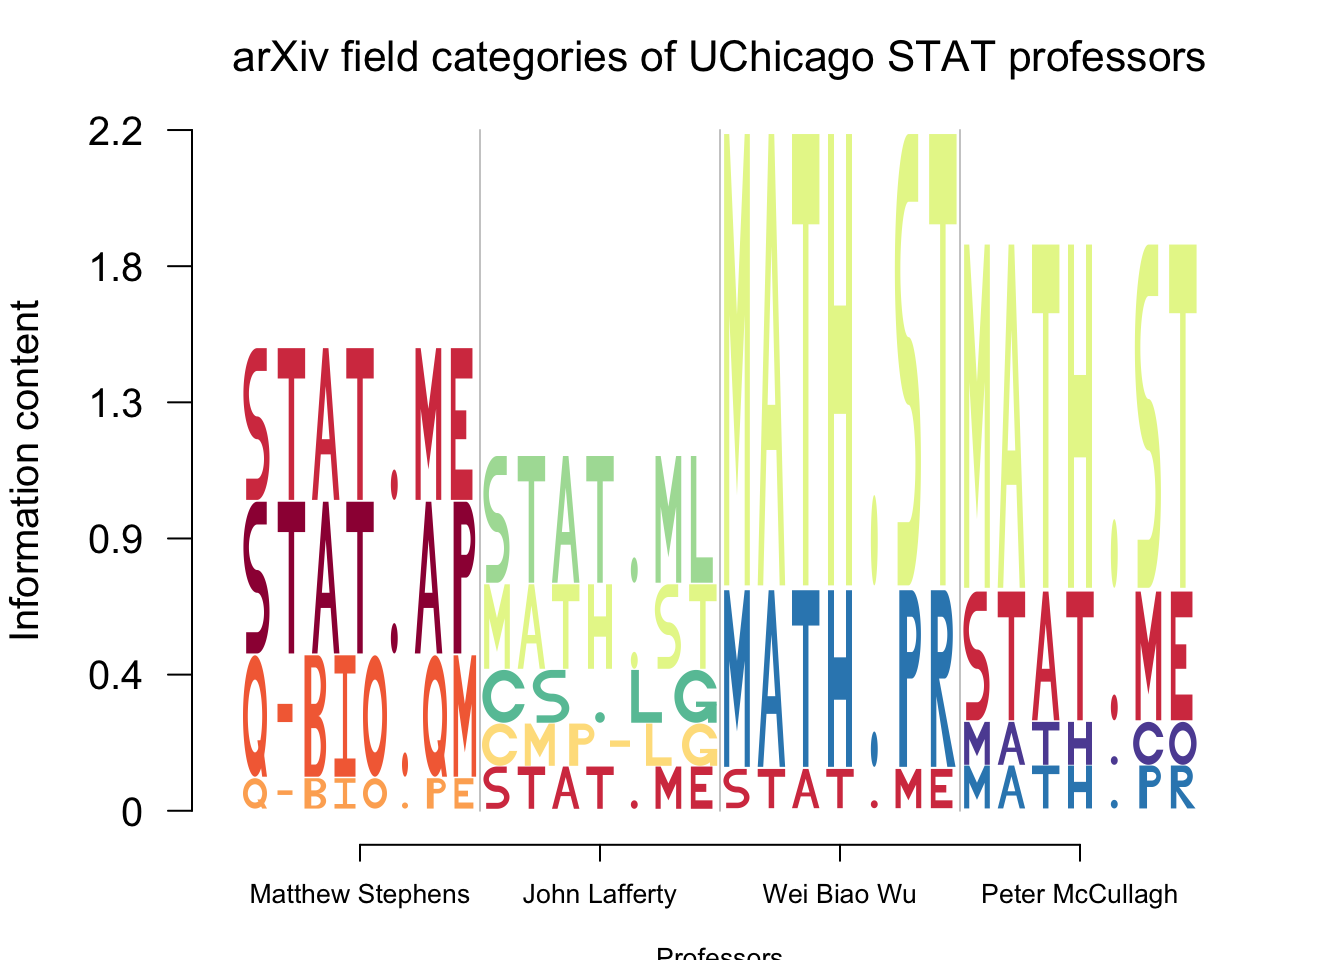 arXiv field categories of UChicago STAT professors
Information content
2.2
1.8
1.3
0.9
0.4
0
STAT.ME
STAT.AP
Q-BIO.QM
Q-BIO.PE
STAT.ML
MATH.ST
CS.LG
CMP-LG
STAT.ME
MATH.ST
MATH.PR
STAT.ME
MATH.ST
STAT.ME
MATH.CO
MATH.PR
Matthew Stephens
John Lafferty
Wei Biao Wu
Peter McCullagh
Professors